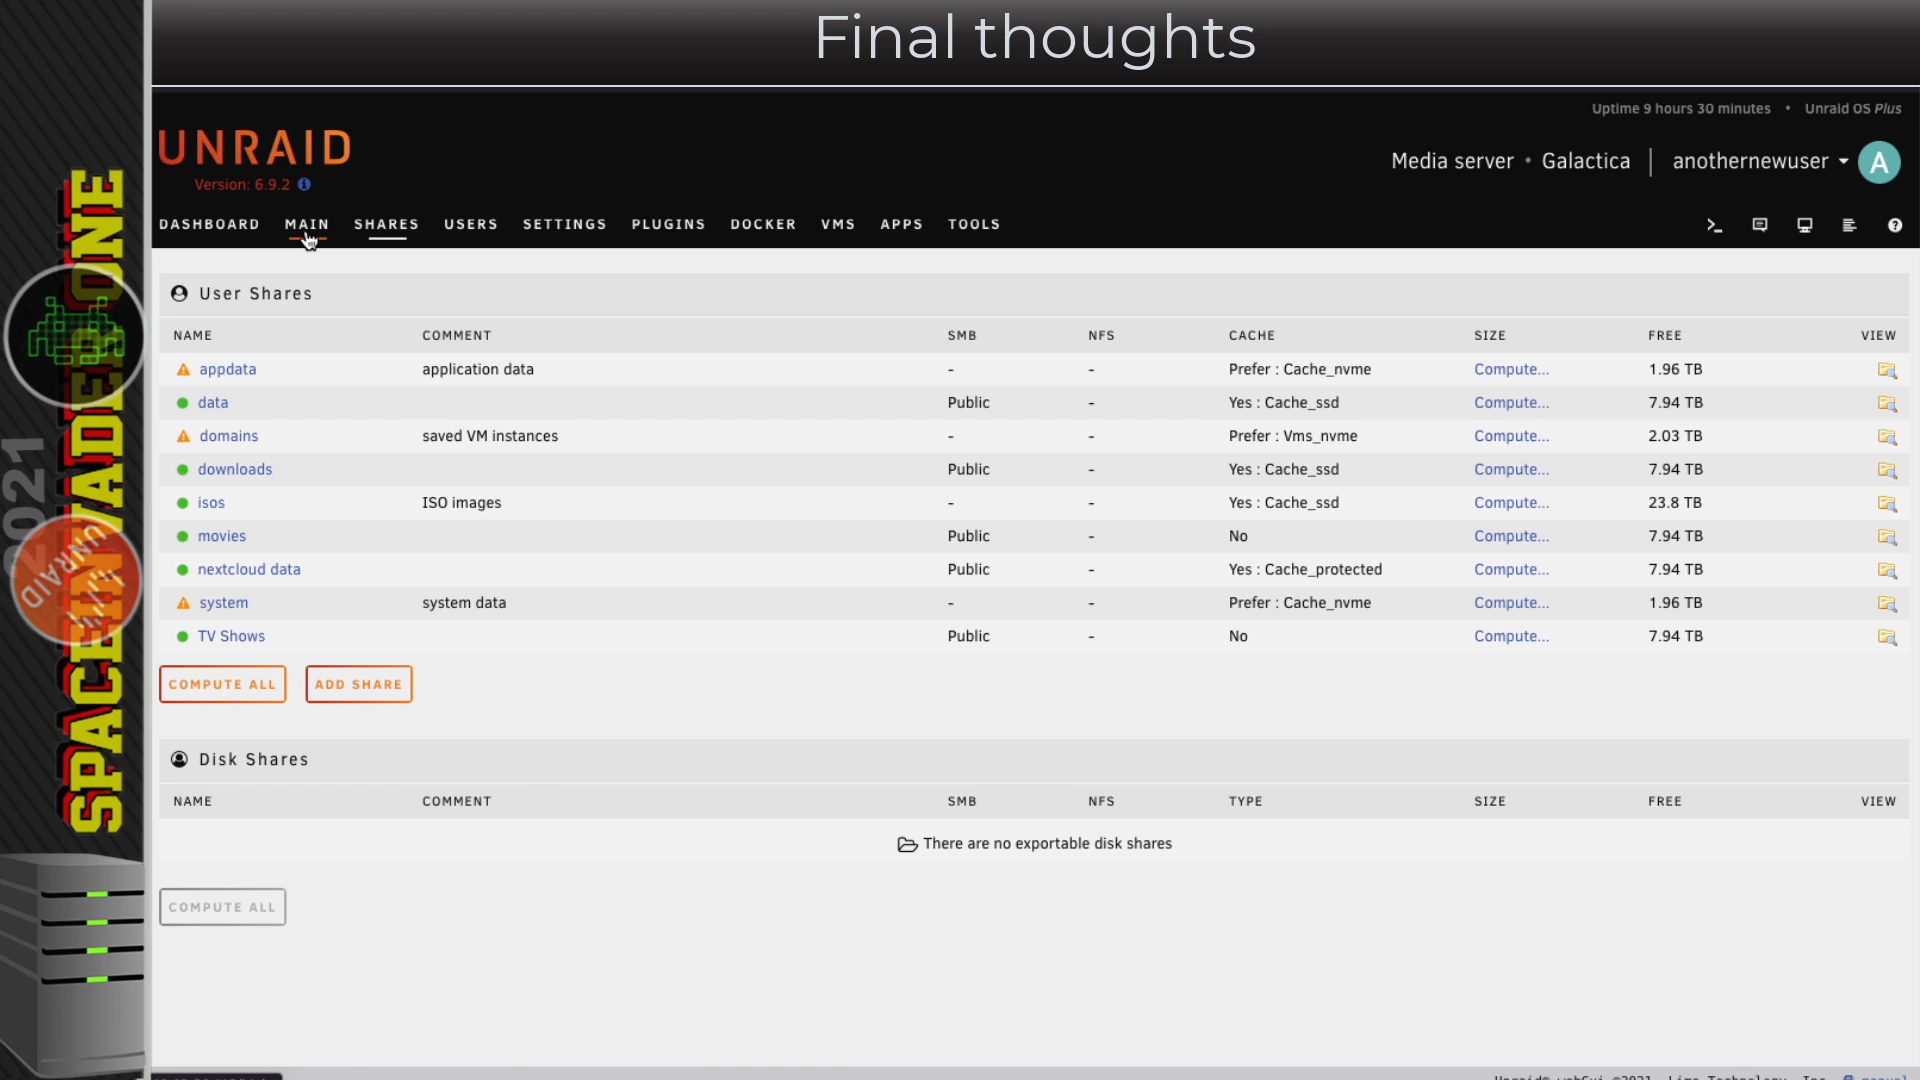 Final thoughts
Uptime 9 hours 30 minutes • Unraid OS Plus
UNRAID
Version: 6.9.2
Media server • Galactica | anothernewuser A
DASHBOARD MAIN SHARES USERS SETTINGS PLUGINS DOCKER VMS APPS TOOLS
User Shares
NAME COMMENT SMB NFS CACHE SIZE FREE VIEW
appdata application data - - Prefer : Cache_nvme Compute... 1.96 TB
data Public - Yes : Cache_ssd Compute... 7.94 TB
domains saved VM instances - - Prefer : Vms_nvme Compute... 2.03 TB
downloads Public - Yes : Cache_ssd Compute... 7.94 TB
isos ISO images - - Yes : Cache_ssd Compute... 23.8 TB
movies Public - No Compute... 7.94 TB
nextcloud data Public - Yes : Cache_protected Compute... 7.94 TB
system system data - - Prefer : Cache_nvme Compute... 1.96 TB
TV Shows Public - No Compute... 7.94 TB
COMPUTE ALL ADD SHARE
Disk Shares
NAME COMMENT SMB NFS TYPE SIZE FREE VIEW
There are no exportable disk shares
COMPUTE ALL
SPACEINVADER ONE
2021
UNRAID